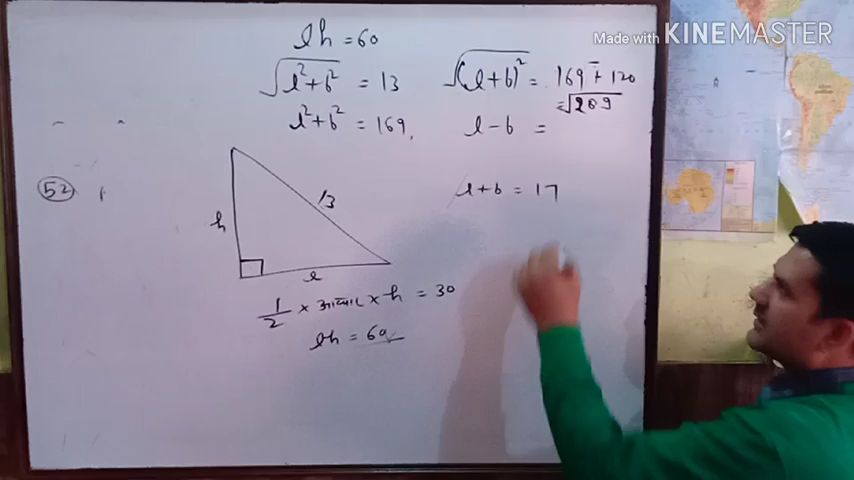 Made with KINEMASTER
lh = 60
√l²+b² = 13
l²+b² = 169,
√(l+b)² = 169 ∓ 120
= √289
l-b =
52
l+b = 17
13
h
l
1/2 × आधार × h = 30
lh = 60